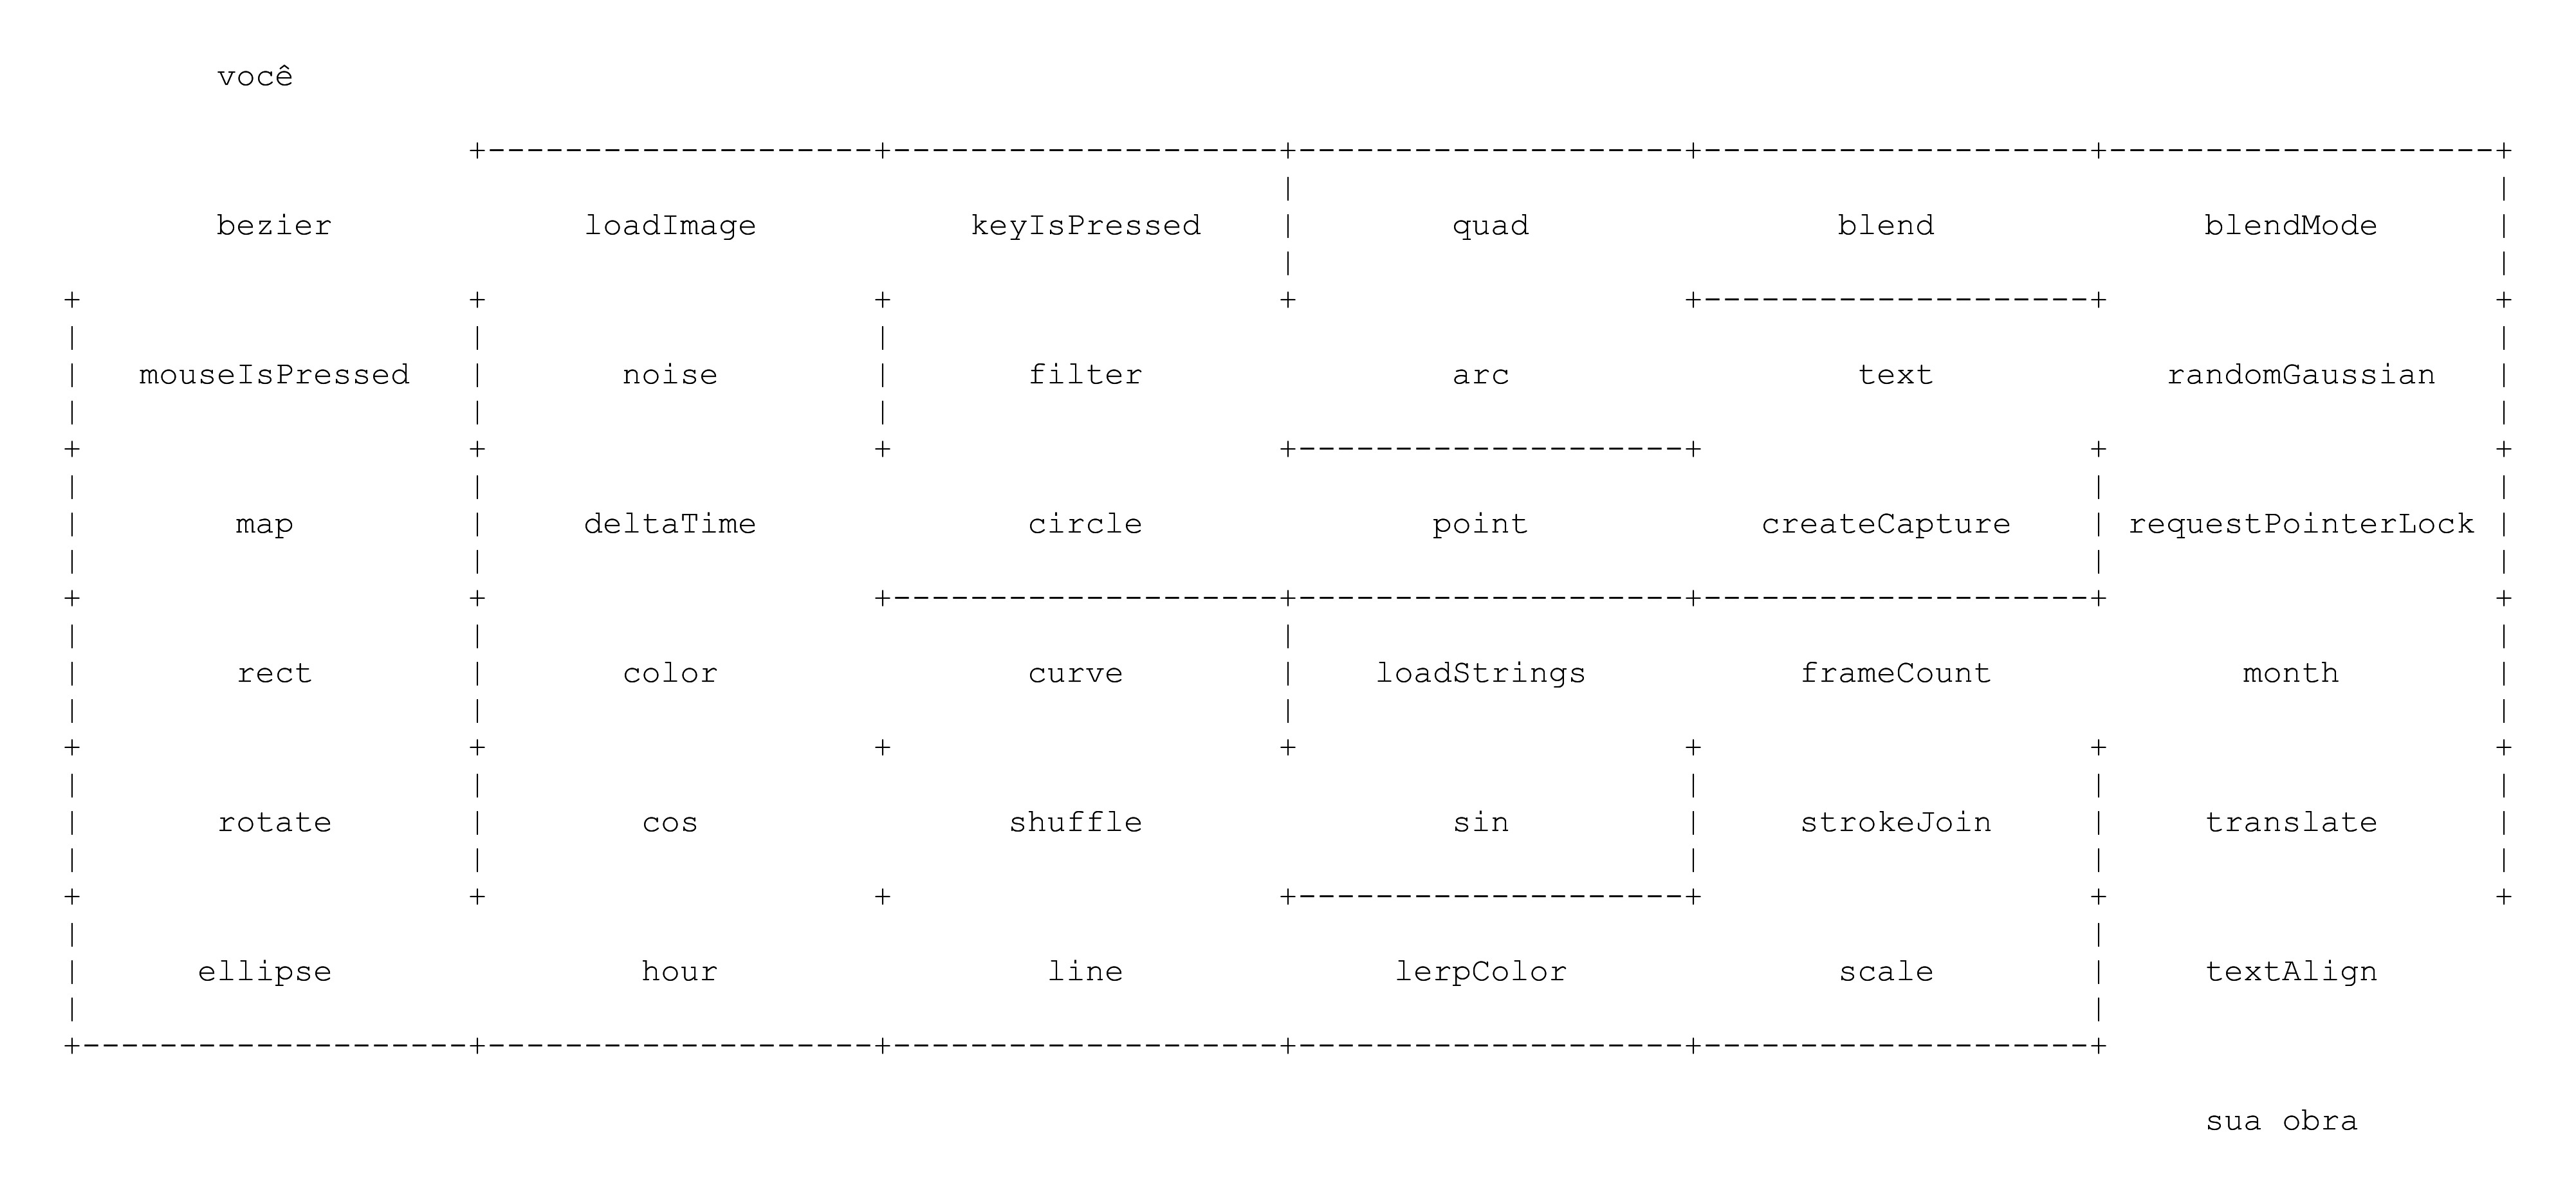 você
bezier loadImage keyIsPressed quad blend blendMode
mouseIsPressed noise filter arc text randomGaussian
map deltaTime circle point createCapture requestPointerLock
rect color curve loadStrings frameCount month
rotate cos shuffle sin strokeJoin translate
ellipse hour line lerpColor scale textAlign
sua obra